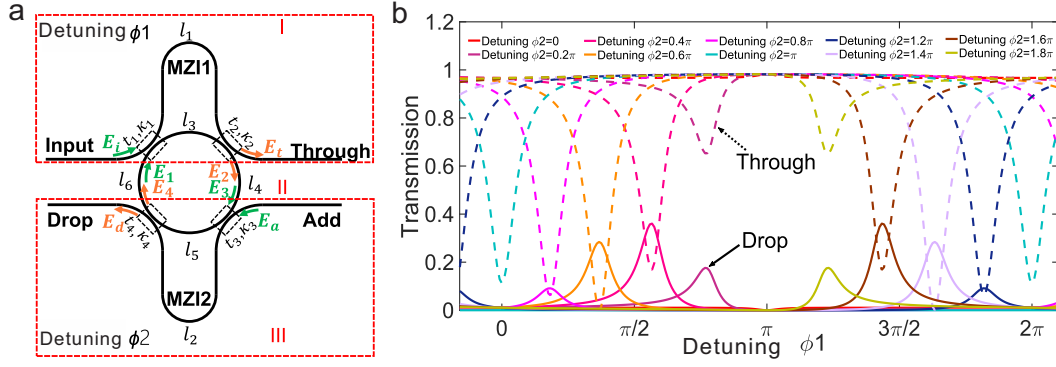 a
Detuning ϕ1
I
l₁
MZI1
t₁,κ₁
l₃
t₂,κ₂
Input
Eᵢ
Eₜ
Through
E₁
E₂
l₆
II
l₄
E₄
E₃
Drop
E_d
t₄,κ₄
l₅
t₃,κ₃
Eₐ
Add
MZI2
l₂
Detuning ϕ2
III
b
1.2
1
0.8
0.6
0.4
0.2
0
Transmission
Detuning ϕ2=0
Detuning ϕ2=0.2π
Detuning ϕ2=0.4π
Detuning ϕ2=0.6π
Detuning ϕ2=0.8π
Detuning ϕ2=π
Detuning ϕ2=1.2π
Detuning ϕ2=1.4π
Detuning ϕ2=1.6π
Detuning ϕ2=1.8π
Through
Drop
0
π/2
π
3π/2
2π
Detuning ϕ1